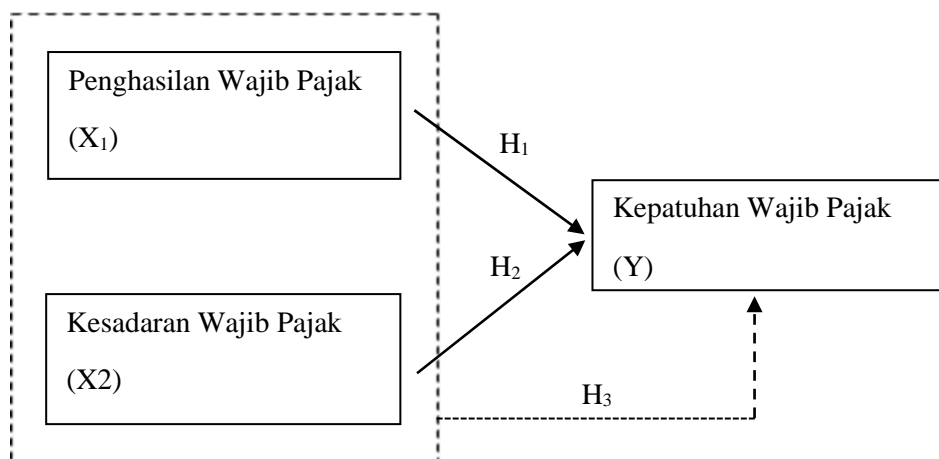 Penghasilan Wajib Pajak
(X₁)
H₁
Kepatuhan Wajib Pajak
(Y)
H₂
Kesadaran Wajib Pajak
(X2)
H₃